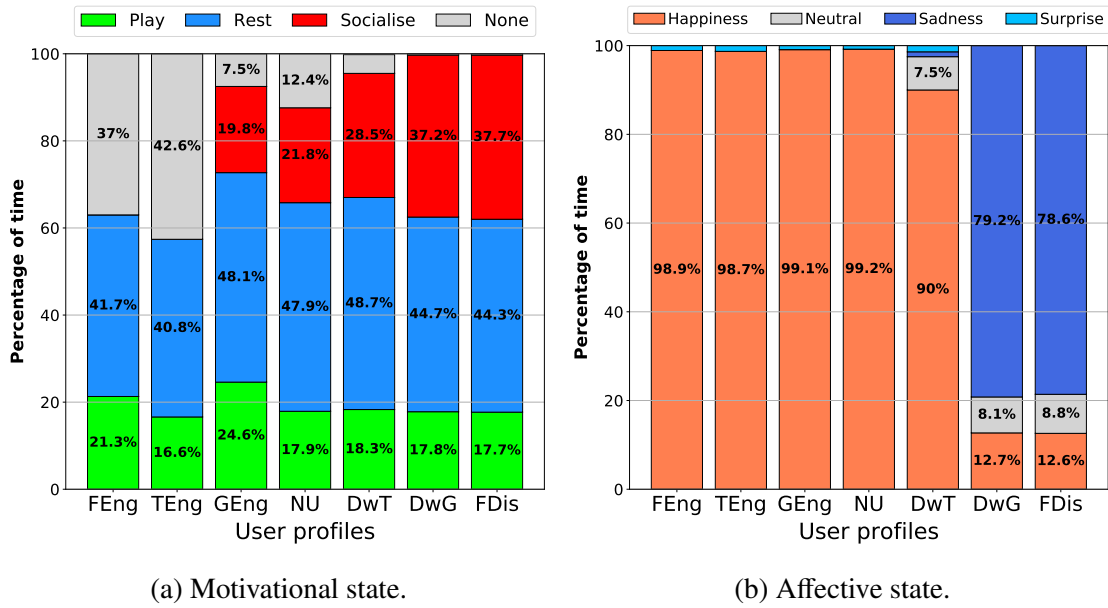 Play Rest Socialise None
100
80
60
40
20
0
Percentage of time
37% 42.6% 7.5% 12.4%
19.8% 21.8% 28.5% 37.2% 37.7%
41.7% 40.8% 48.1% 47.9% 48.7% 44.7% 44.3%
21.3% 16.6% 24.6% 17.9% 18.3% 17.8% 17.7%
FEng TEng GEng NU DwT DwG FDis
User profiles
(a) Motivational state.
Happiness Neutral Sadness Surprise
100
80
60
40
20
0
Percentage of time
7.5% 79.2% 78.6%
98.9% 98.7% 99.1% 99.2% 90%
8.1% 8.8%
12.7% 12.6%
FEng TEng GEng NU DwT DwG FDis
User profiles
(b) Affective state.